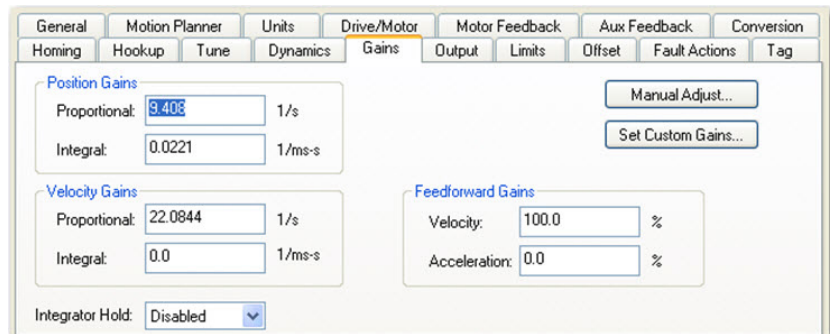 General Motion Planner Units Drive/Motor Motor Feedback Aux Feedback Conversion
Homing Hookup Tune Dynamics Gains Output Limits Offset Fault Actions Tag
Position Gains
Manual Adjust...
Proportional: 9.408 1/s
Set Custom Gains...
Integral: 0.0221 1/ms-s
Velocity Gains Feedforward Gains
Proportional: 22.0844 1/s Velocity: 100.0 %
Integral: 0.0 1/ms-s Acceleration: 0.0 %
Integrator Hold: Disabled